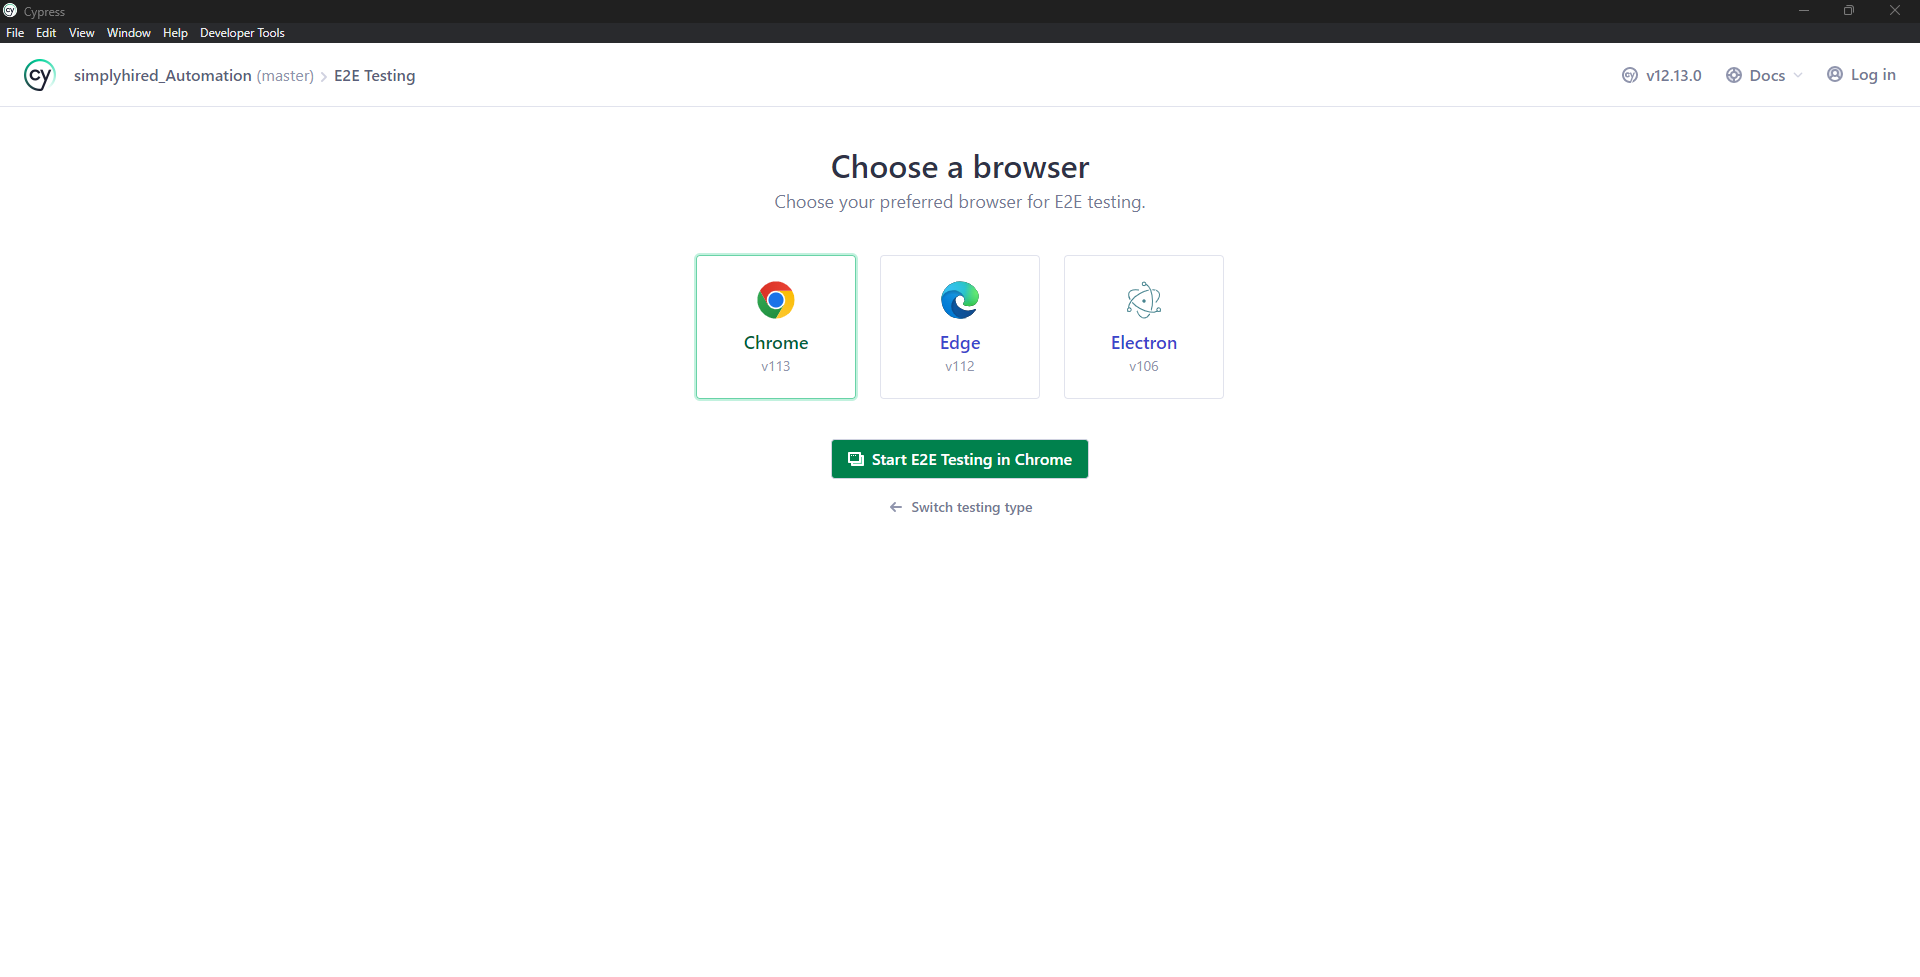 Cypress
File Edit View Window Help Developer Tools
cy simplyhired_Automation (master) > E2E Testing
v12.13.0 Docs Log in
Choose a browser
Choose your preferred browser for E2E testing.
Chrome
v113
Edge
v112
Electron
v106
Start E2E Testing in Chrome
← Switch testing type